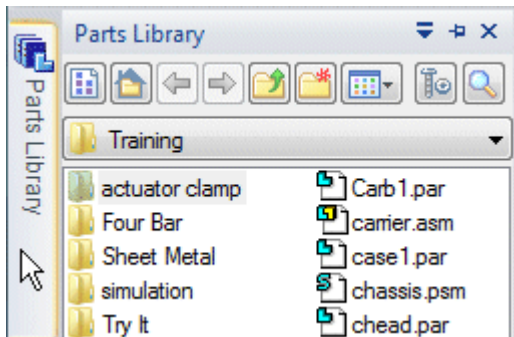 Parts Library
Parts Library
Training
actuator clamp
Four Bar
Sheet Metal
simulation
Try It
Carb1.par
carrier.asm
case1.par
chassis.psm
chead.par